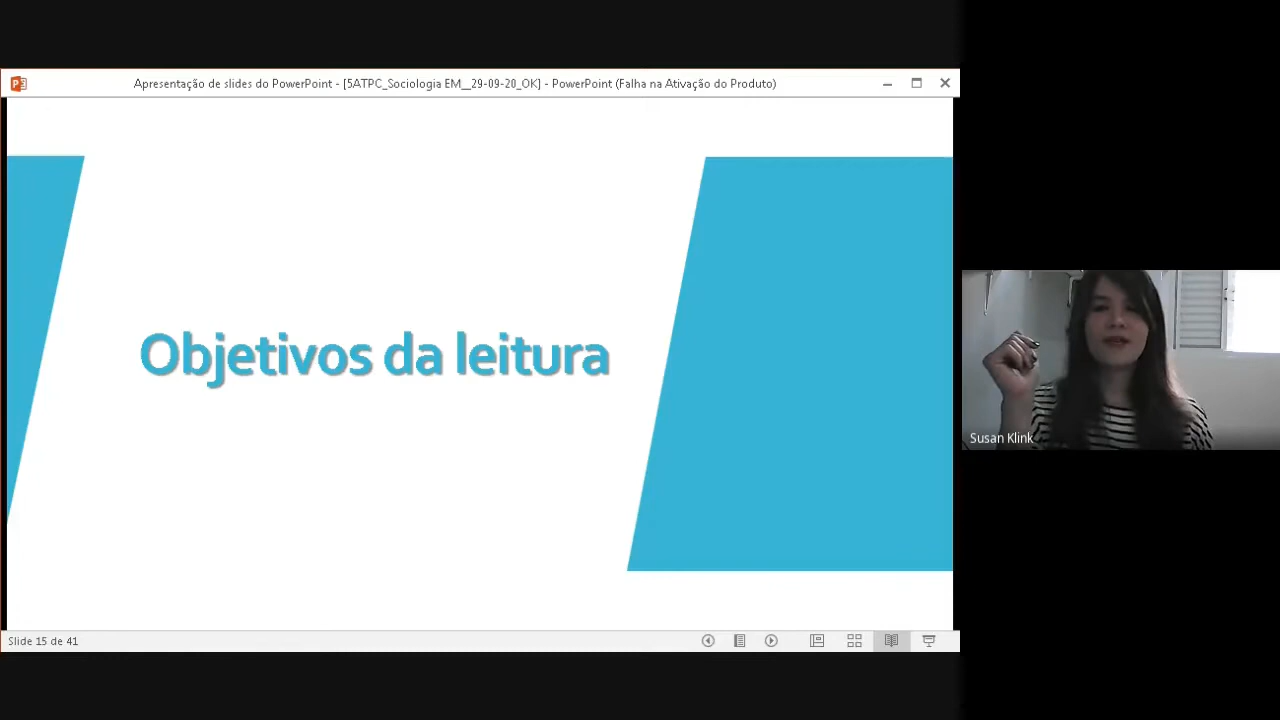 Apresentação de slides do PowerPoint - [5ATPC_Sociologia EM__29-09-20_OK] - PowerPoint (Falha na Ativação do Produto)
Objetivos da leitura
Susan Klink
Slide 15 de 41